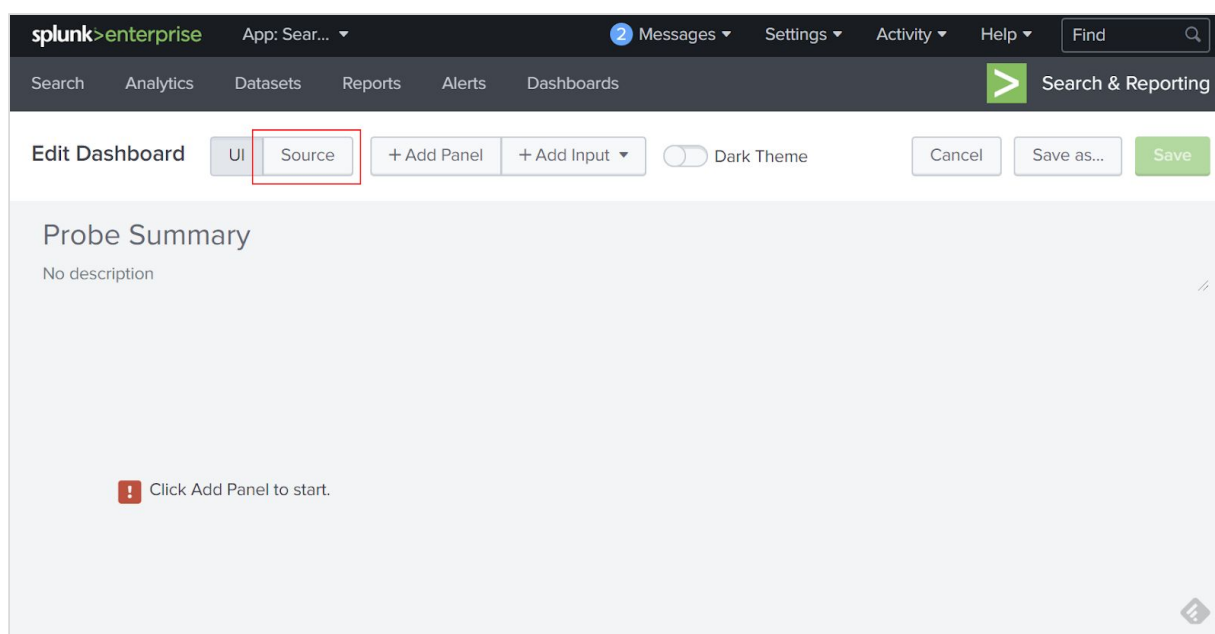 splunk>enterprise App: Sear... 2 Messages Settings Activity Help Find
Search Analytics Datasets Reports Alerts Dashboards > Search & Reporting
Edit Dashboard UI Source + Add Panel + Add Input Dark Theme Cancel Save as... Save
Probe Summary
No description
! Click Add Panel to start.